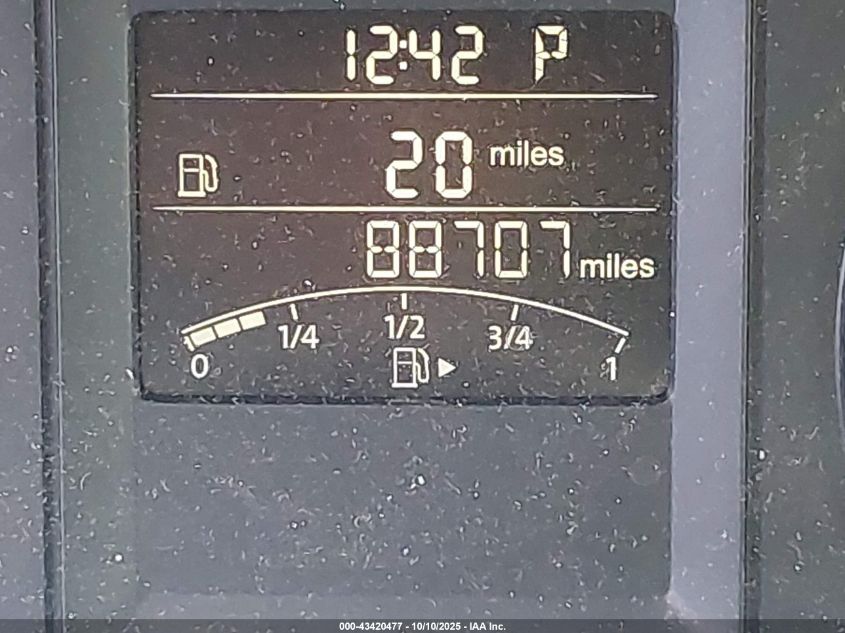 12:42 P
20 miles
88707 miles
0 1/4 1/2 3/4 1
000-43420477 - 10/10/2025 - IAA Inc.